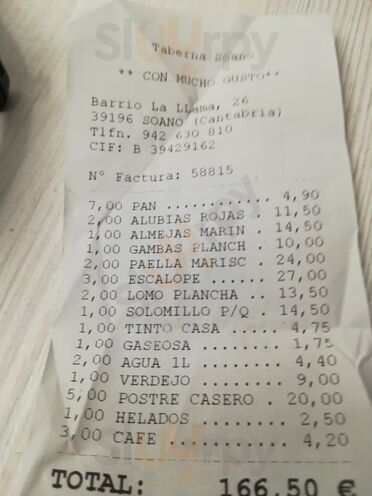 sluurpy
Taberna Soano
** CON MUCHO GUSTO**
Barrio La Llama, 26
39196 SOANO (Cantabria)
Tlfn. 942 630 810
CIF: B 39429162
Nº Factura: 58815
7,00 PAN ............ 4,90
2,00 ALUBIAS ROJAS . 11,50
1,00 ALMEJAS MARIN . 14,50
1,00 GAMBAS PLANCH . 10,00
2,00 PAELLA MARISC . 24,00
3,00 ESCALOPE ...... 27,00
2,00 LOMO PLANCHA .. 13,50
1,00 SOLOMILLO P/Q . 14,50
1,00 TINTO CASA .... 4,75
1,00 GASEOSA ........ 1,75
2,00 AGUA 1L ........ 4,40
1,00 VERDEJO ........ 9,00
5,00 POSTRE CASERO . 20,00
1,00 HELADOS ........ 2,50
3,00 CAFE ........... 4,20
TOTAL: 166,50 €